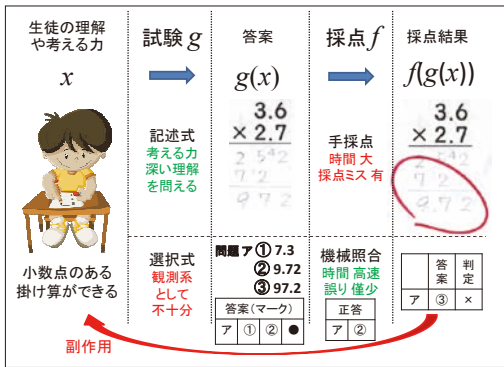 生徒の理解
や考える力
x
試験 g
答案
g(x)
採点 f
採点結果
f(g(x))
記述式
考える力
深い理解
を問える
3.6
× 2.7
2 5 4 2
7 2
9 7 2
手採点
時間 大
採点ミス 有
3.6
× 2.7
2 5 4 2
7 2
9.7 2
小数点のある
掛け算ができる
選択式
観測系
として
不十分
問題ア ① 7.3
② 9.72
③ 97.2
答案(マーク)
ア ① ② ●
機械照合
時間 高速
誤り 僅少
正答
ア ②
答案 判定
ア ③ ×
副作用